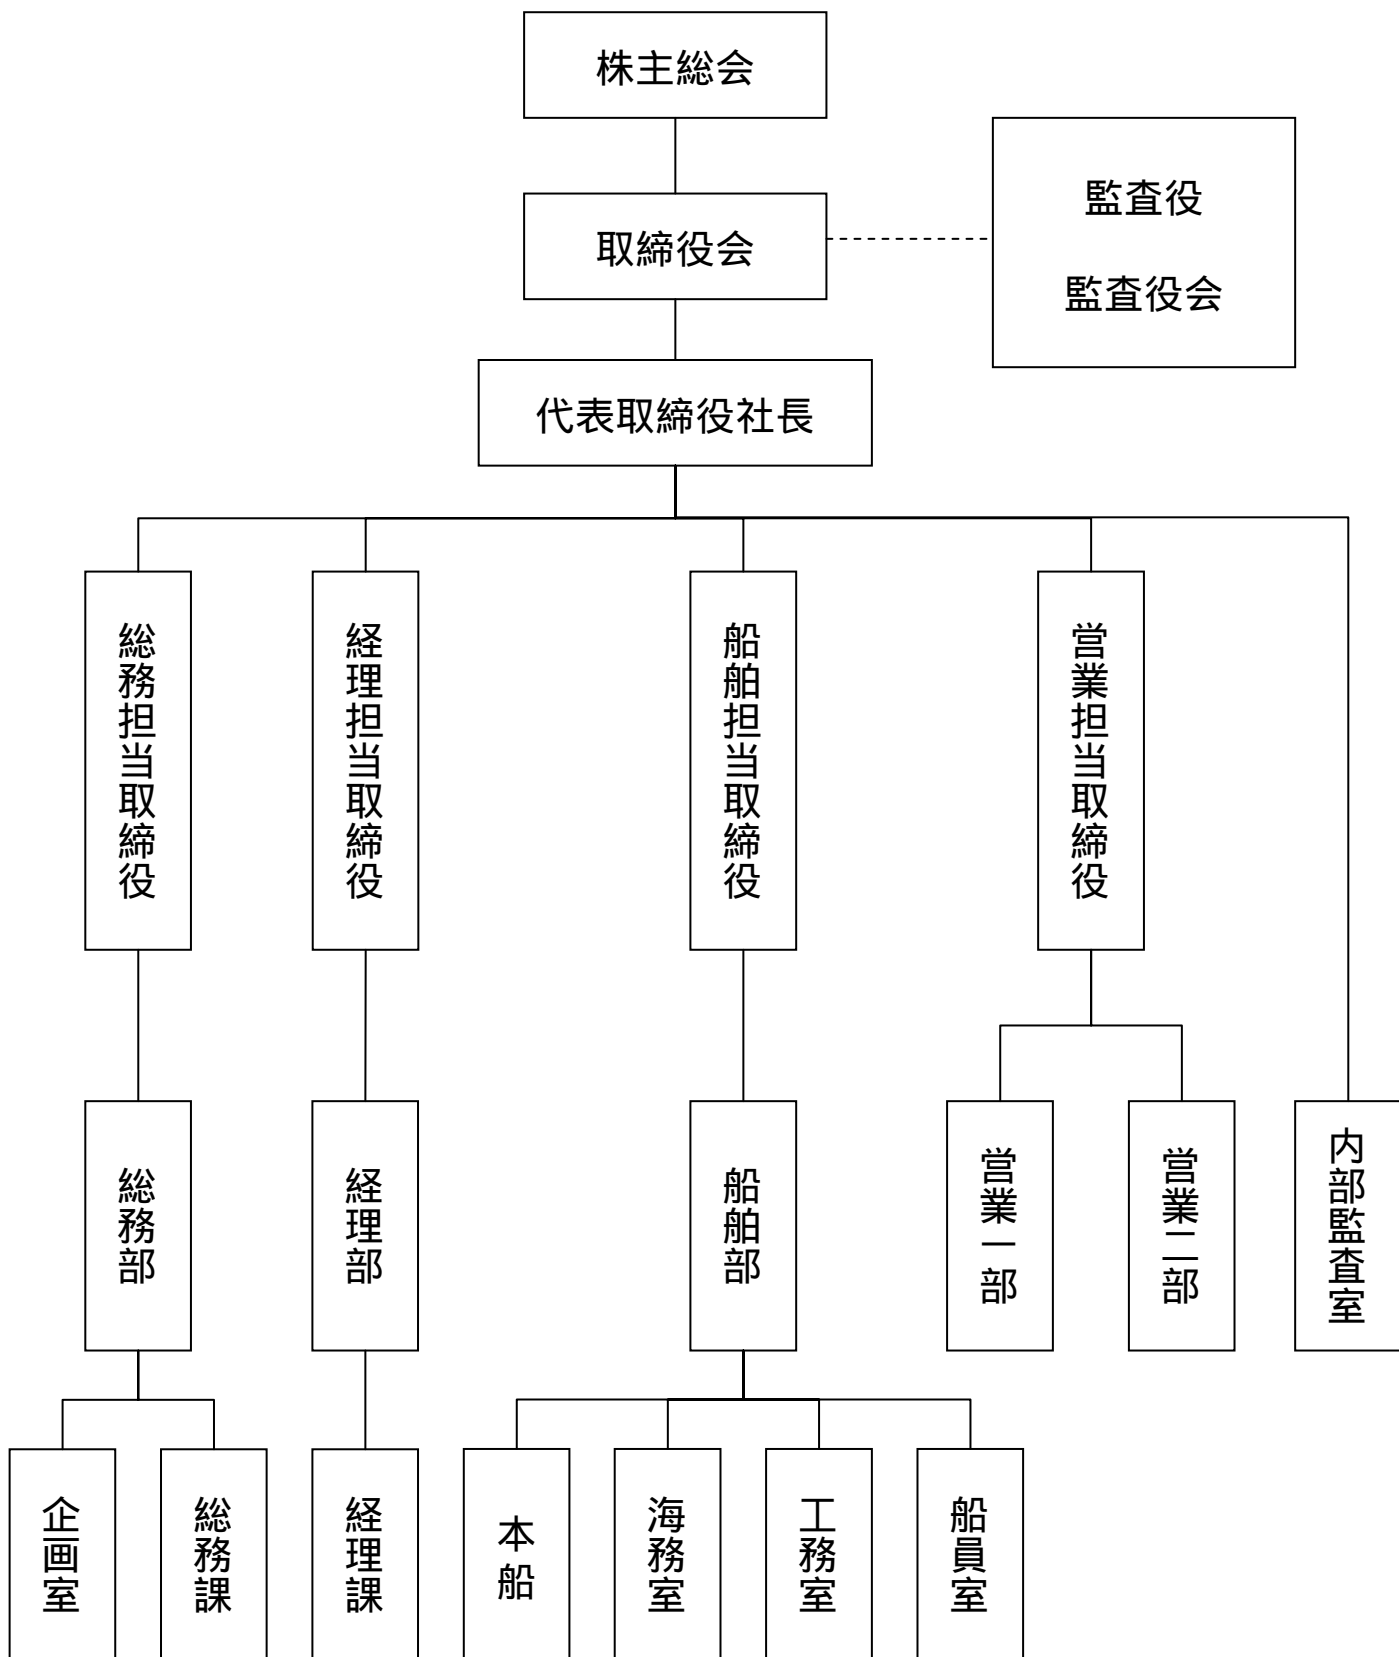 株主総会
取締役会
監査役
監査役会
代表取締役社長
総務担当取締役
経理担当取締役
船舶担当取締役
営業担当取締役
総務部
経理部
船舶部
営業一部
営業二部
内部監査室
企画室
総務課
経理課
本船
海務室
工務室
船員室